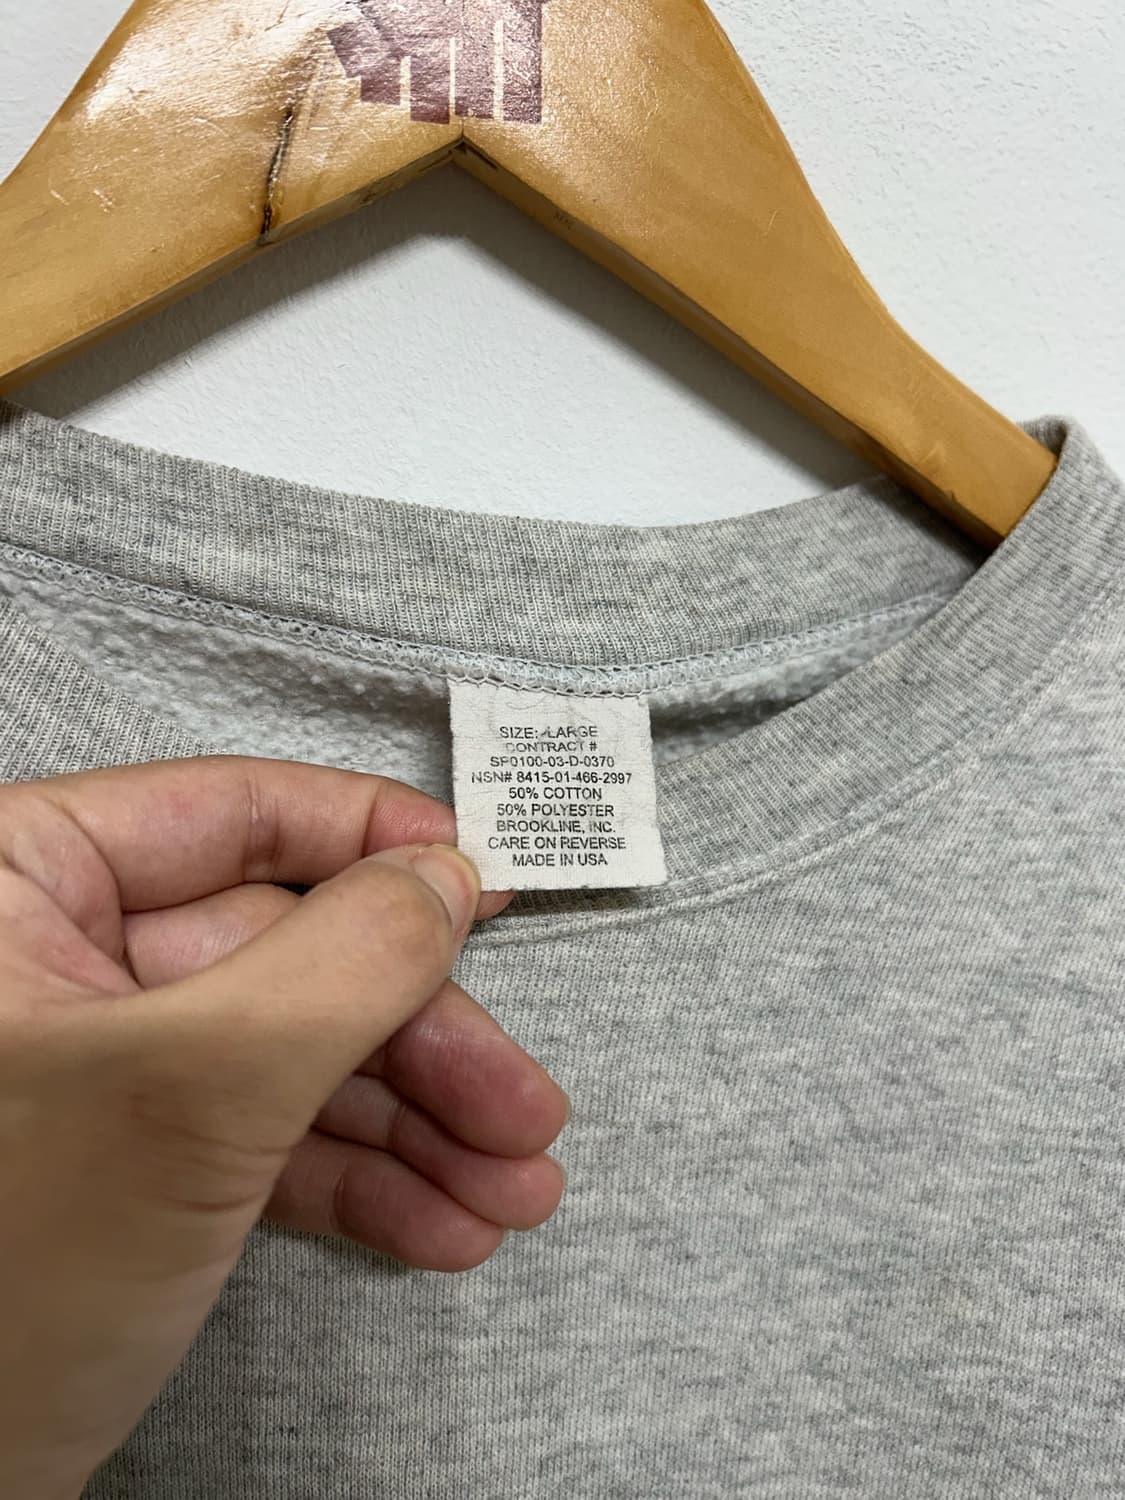 SIZE: LARGE
CONTRACT #
SP0100-03-D-0370
NSN# 8415-01-466-2997
50% COTTON
50% POLYESTER
BROOKLINE, INC.
CARE ON REVERSE
MADE IN USA